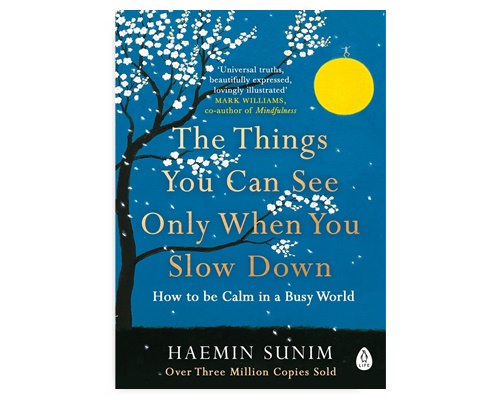 'Universal truths,
beautifully expressed,
lovingly illustrated'
MARK WILLIAMS,
co-author of Mindfulness
The Things
You Can See
Only When You
Slow Down
How to be Calm in a Busy World
HAEMIN SUNIM
Over Three Million Copies Sold
LIFE